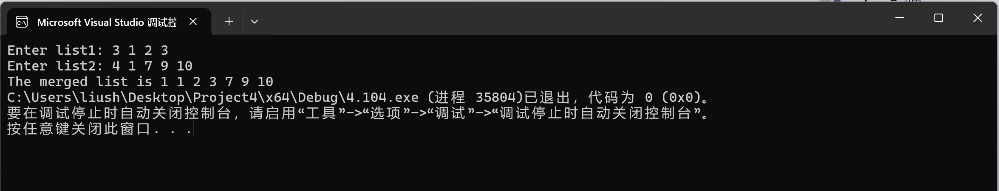 Microsoft Visual Studio 调试控
Enter list1: 3 1 2 3
Enter list2: 4 1 7 9 10
The merged list is 1 1 2 3 7 9 10
C:\Users\liush\Desktop\Project4\x64\Debug\4.104.exe (进程 35804)已退出，代码为 0 (0x0)。
要在调试停止时自动关闭控制台，请启用“工具”->“选项”->“调试”->“调试停止时自动关闭控制台”。
按任意键关闭此窗口. . .